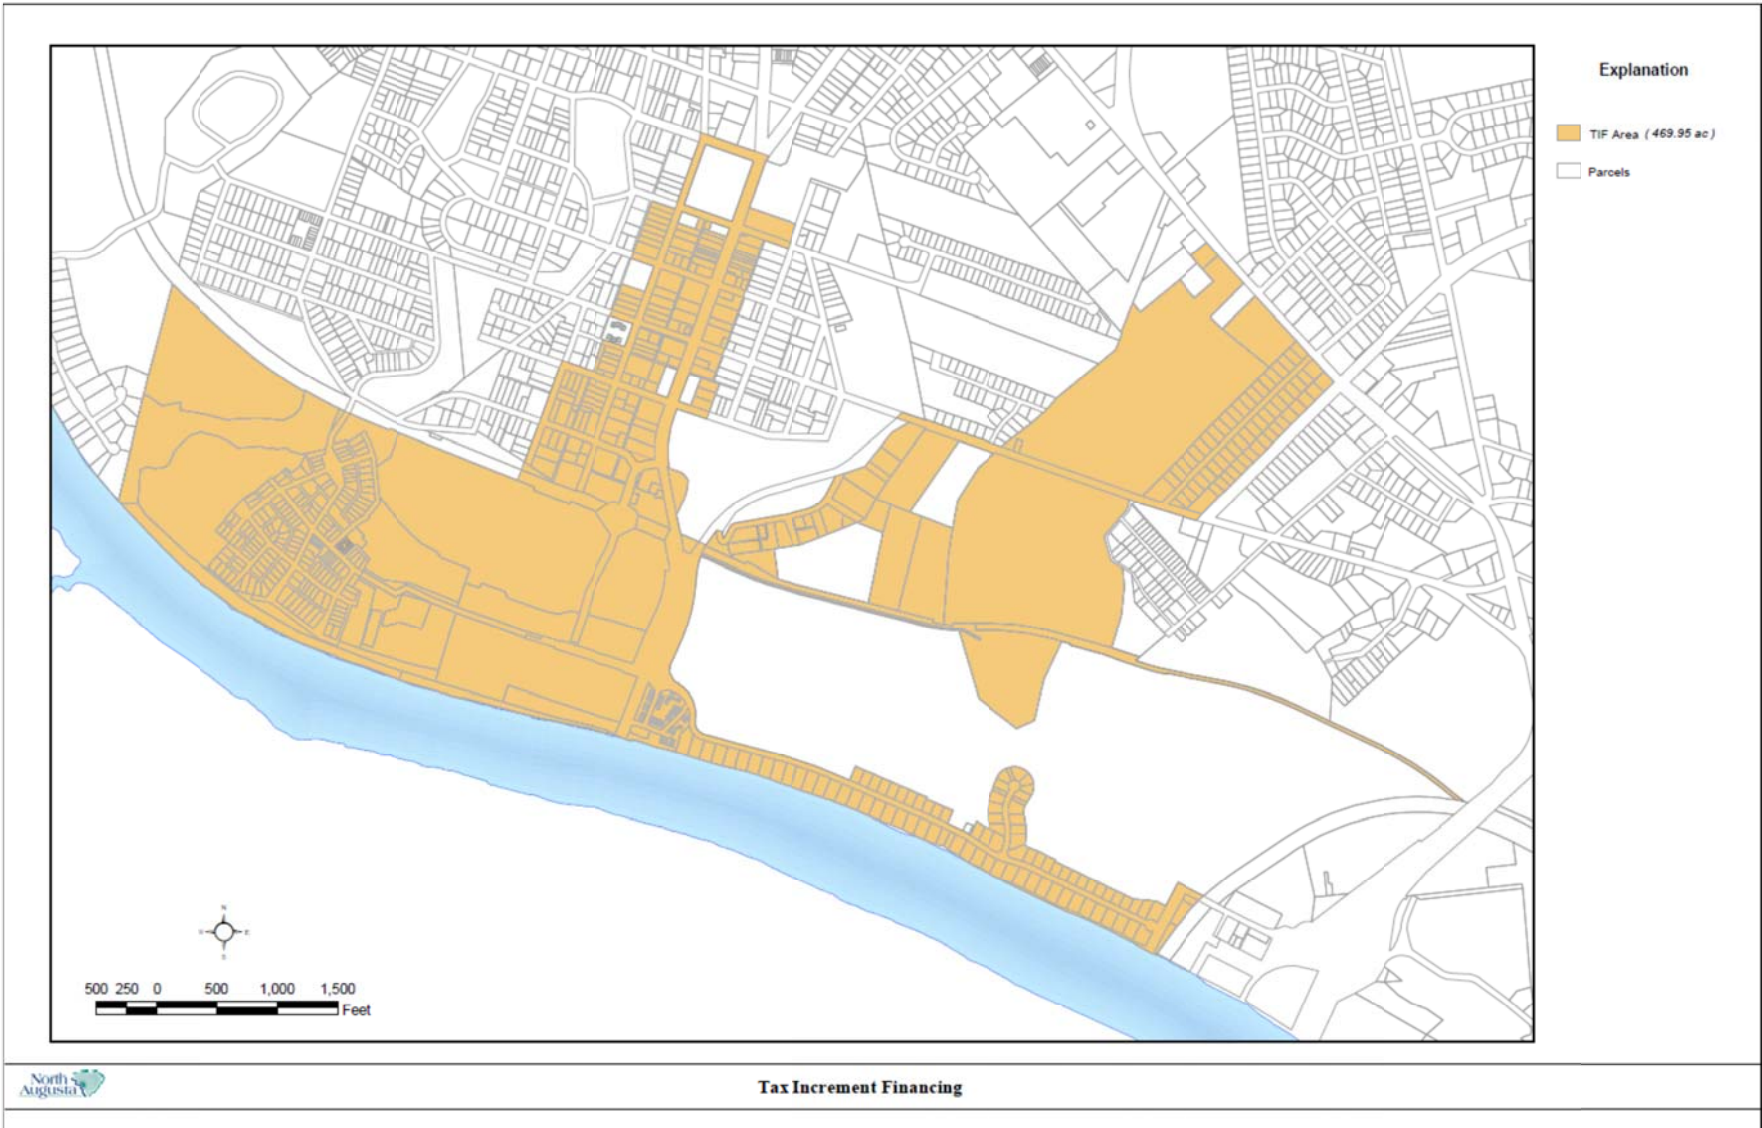 Explanation
TIF Area ( 469.95 ac )
Parcels
N
E
S
500 250 0 500 1,000 1,500
Feet
North
Augusta
Tax Increment Financing